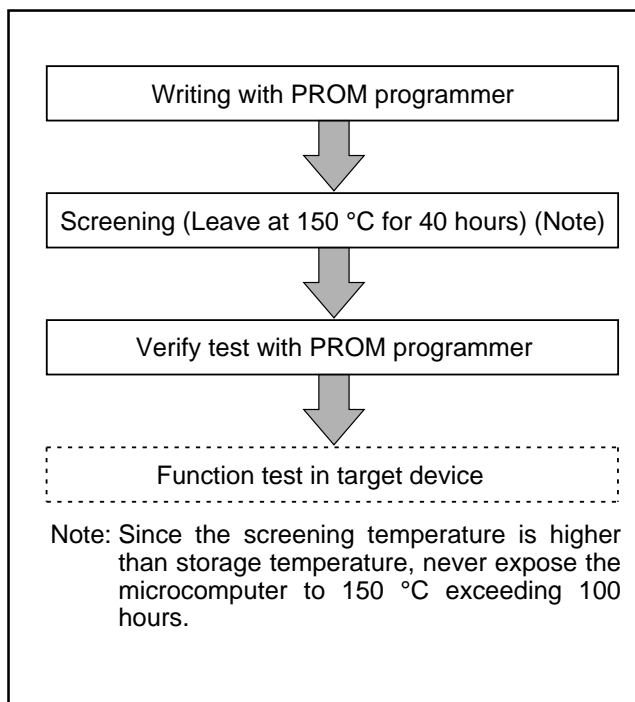 Writing with PROM programmer
Screening (Leave at 150 °C for 40 hours) (Note)
Verify test with PROM programmer
Function test in target device
Note: Since the screening temperature is higher
than storage temperature, never expose the
microcomputer to 150 °C exceeding 100
hours.